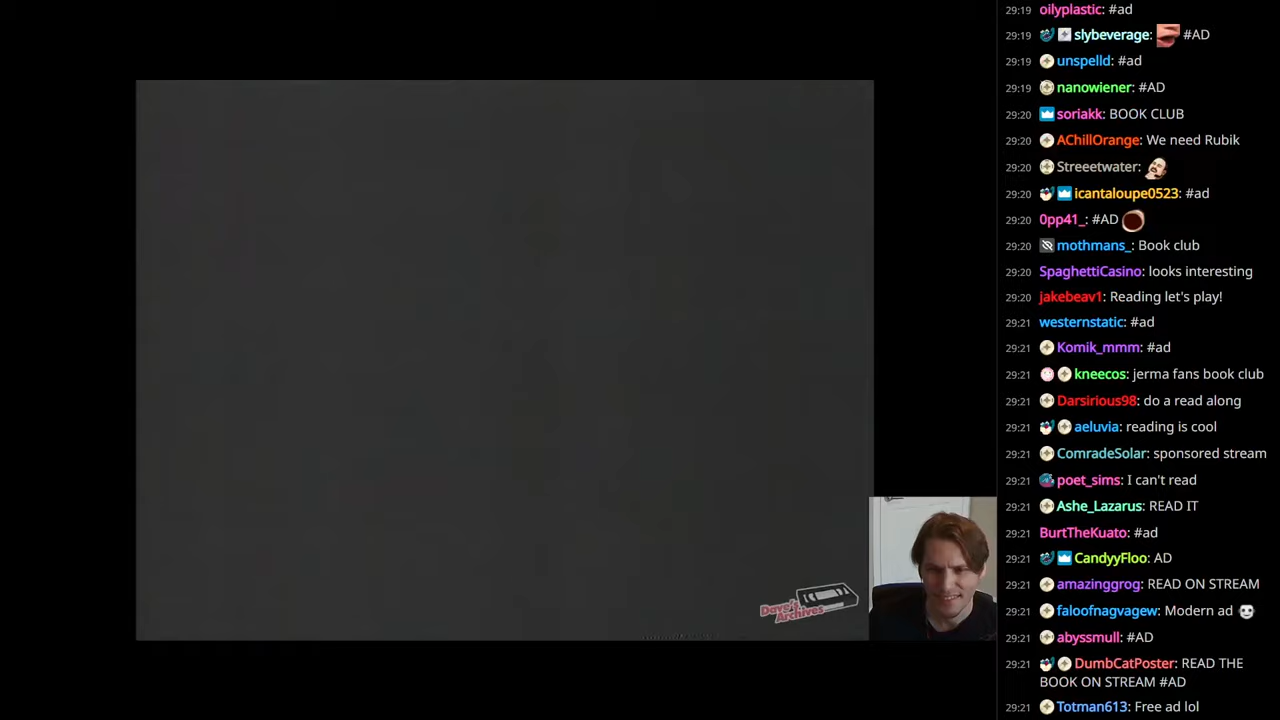 Dave's
Archives
29:19 oilyplastic: #ad
29:19 slybeverage: #AD
29:19 unspelld: #ad
29:19 nanowiener: #AD
29:20 soriakk: BOOK CLUB
29:20 AChillOrange: We need Rubik
29:20 Streeetwater:
29:20 icantaloupe0523: #ad
29:20 0pp41_: #AD
29:20 mothmans_: Book club
29:20 SpaghettiCasino: looks interesting
29:20 jakebeav1: Reading let's play!
29:21 westernstatic: #ad
29:21 Komik_mmm: #ad
29:21 kneecos: jerma fans book club
29:21 Darsirious98: do a read along
29:21 aeluvia: reading is cool
29:21 ComradeSolar: sponsored stream
29:21 poet_sims: I can't read
29:21 Ashe_Lazarus: READ IT
29:21 BurtTheKuato: #ad
29:21 CandyyFloo: AD
29:21 amazinggrog: READ ON STREAM
29:21 faloofnagvagew: Modern ad
29:21 abyssmull: #AD
29:21 DumbCatPoster: READ THE
BOOK ON STREAM #AD
29:21 Totman613: Free ad lol